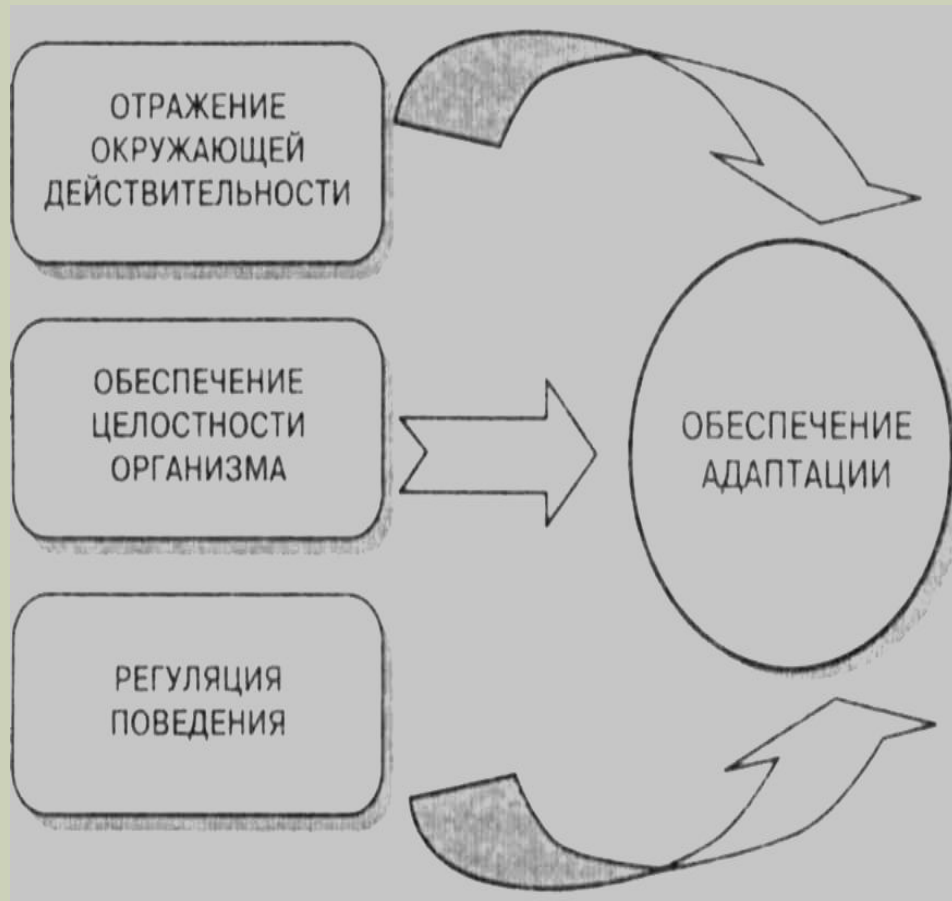 ОТРАЖЕНИЕ
ОКРУЖАЮЩЕЙ
ДЕЙСТВИТЕЛЬНОСТИ
ОБЕСПЕЧЕНИЕ
ЦЕЛОСТНОСТИ
ОРГАНИЗМА
РЕГУЛЯЦИЯ
ПОВЕДЕНИЯ
ОБЕСПЕЧЕНИЕ
АДАПТАЦИИ